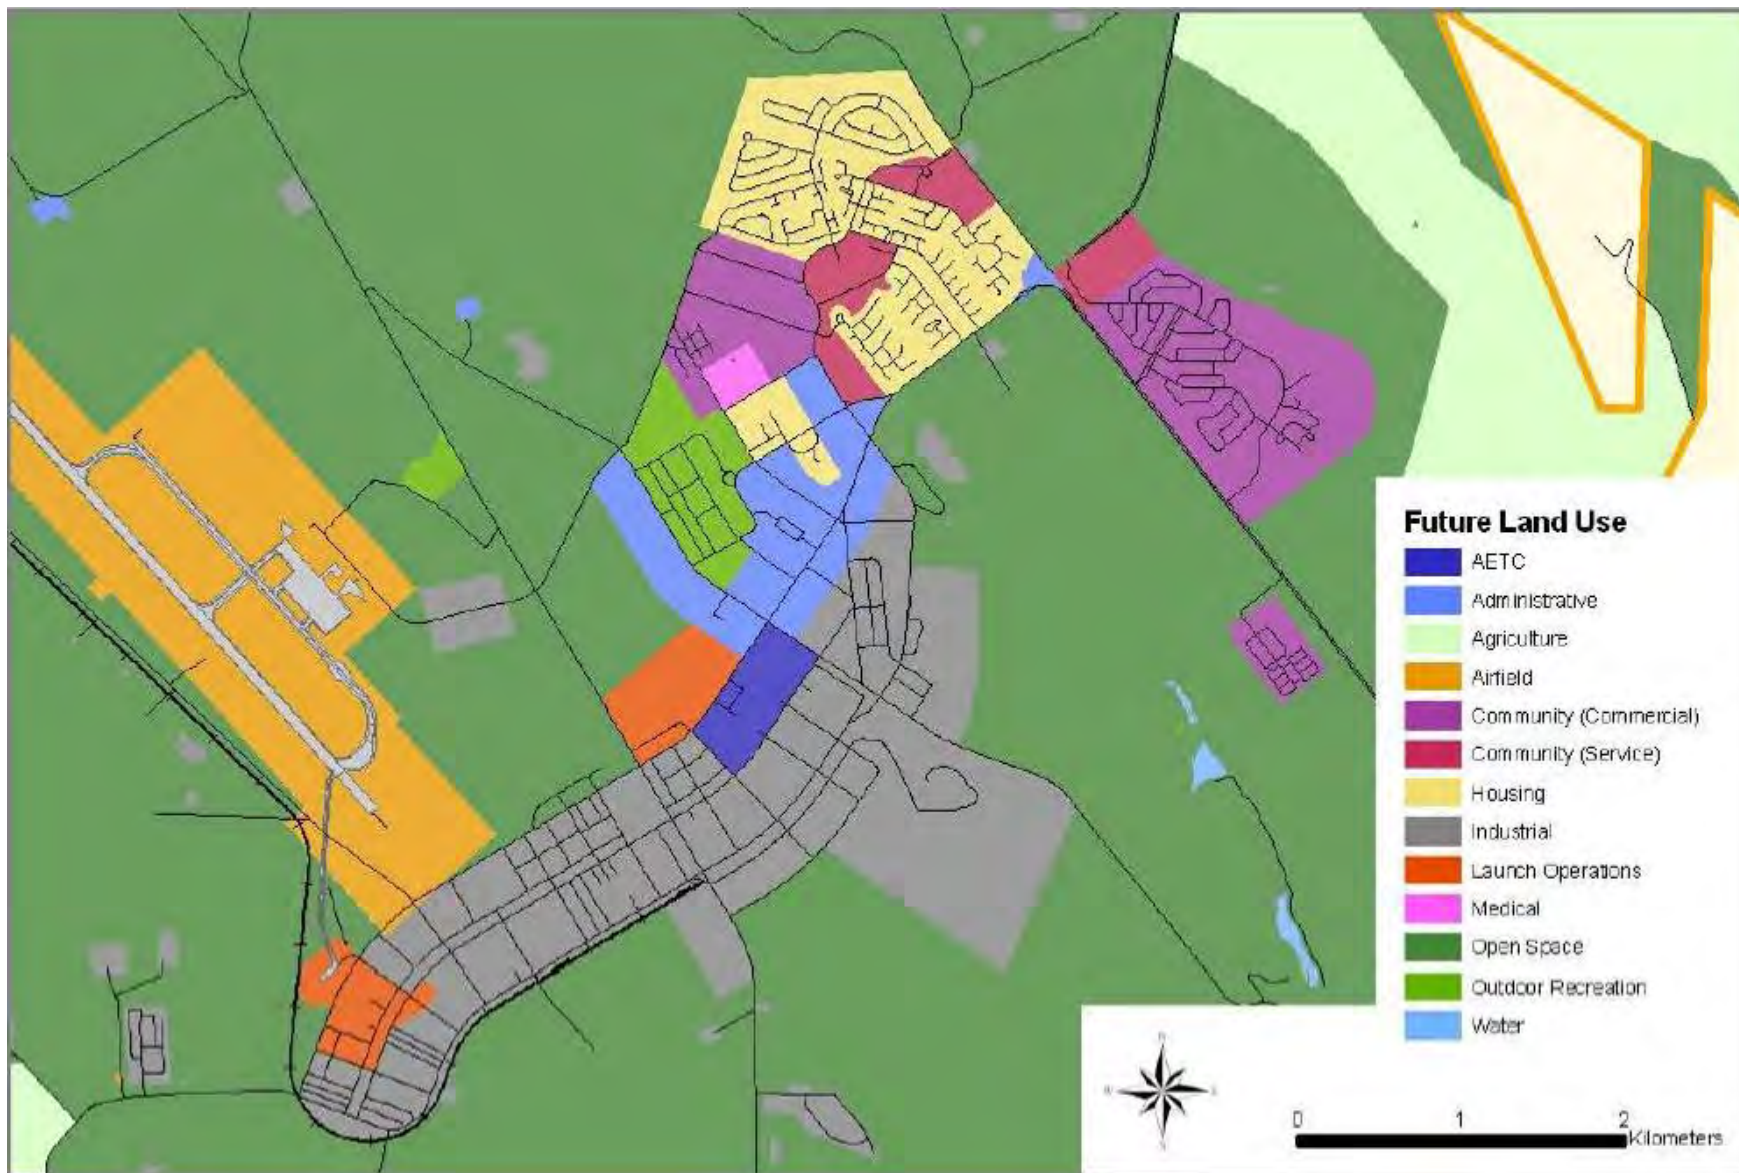 Future Land Use
AETC
Administrative
Agriculture
Airfield
Community (Commercial)
Community (Service)
Housing
Industrial
Launch Operations
Medical
Open Space
Outdoor Recreation
Water
0 1 2
Kilometers